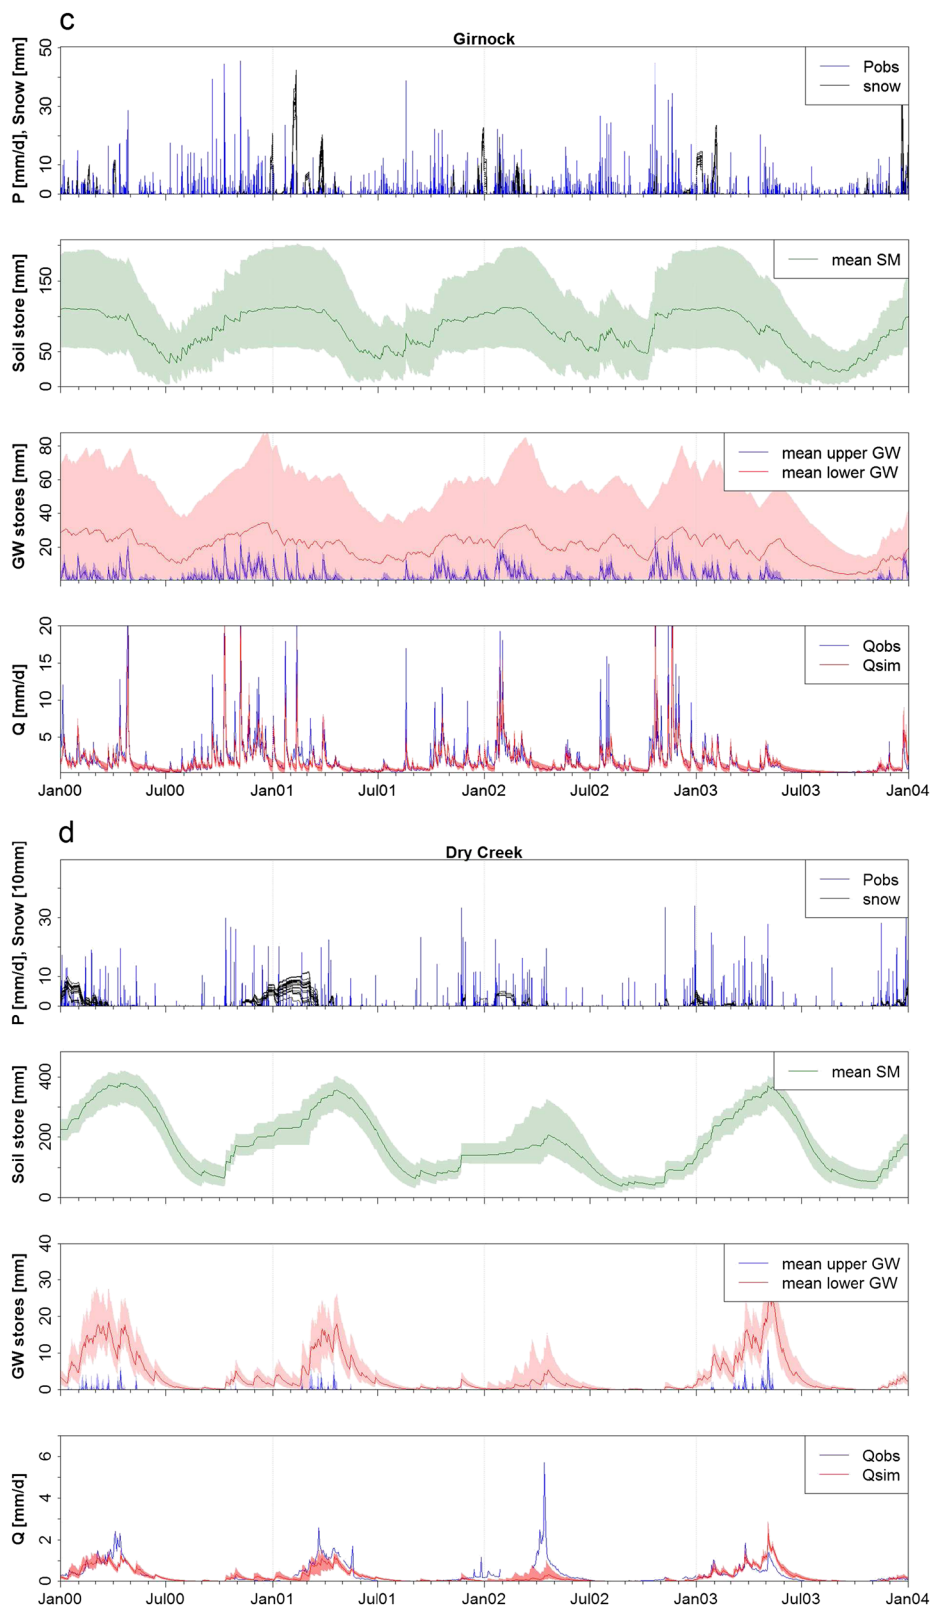 c
Girnock
P [mm/d], Snow [mm]
50
30
10
0
Pobs
snow
Soil store [mm]
150
50
0
mean SM
GW stores [mm]
80
60
40
20
mean upper GW
mean lower GW
Q [mm/d]
20
15
10
5
Qobs
Qsim
Jan00 Jul00 Jan01 Jul01 Jan02 Jul02 Jan03 Jul03 Jan04
d
Dry Creek
P [mm/d], Snow [10mm]
30
10
0
Pobs
snow
Soil store [mm]
400
200
0
mean SM
GW stores [mm]
40
30
20
10
0
mean upper GW
mean lower GW
Q [mm/d]
6
4
2
0
Qobs
Qsim
Jan00 Jul00 Jan01 Jul01 Jan02 Jul02 Jan03 Jul03 Jan04